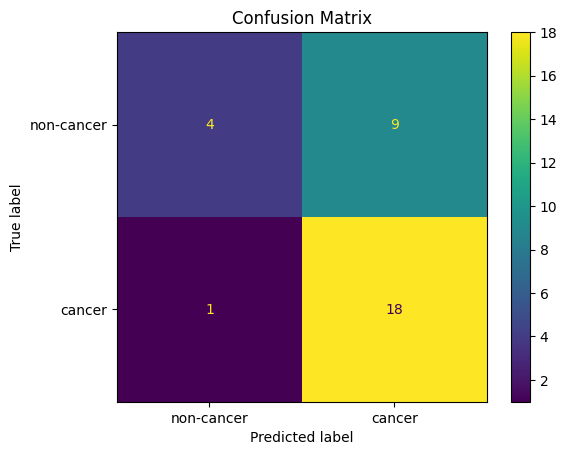 Confusion Matrix
True label
non-cancer
4
9
cancer
1
18
non-cancer
cancer
Predicted label
18
16
14
12
10
8
6
4
2